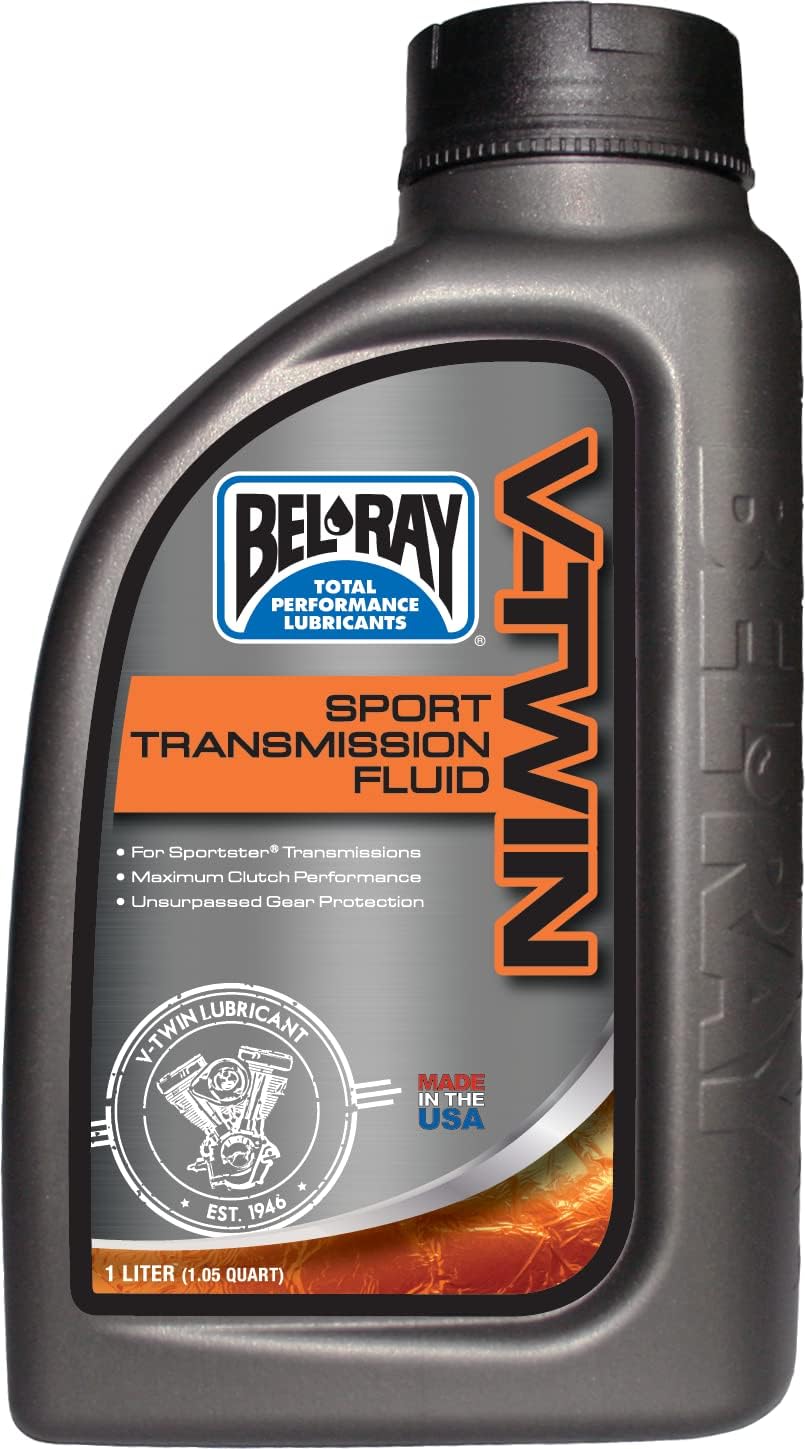 BEL-RAY
TOTAL
PERFORMANCE
LUBRICANTS
®
V-TWIN
SPORT
TRANSMISSION
FLUID
• For Sportster® Transmissions
• Maximum Clutch Performance
• Unsurpassed Gear Protection
V-TWIN LUBRICANT
EST. 1946
MADE
IN THE
USA
1 LITER (1.05 QUART)
BEL-RAY